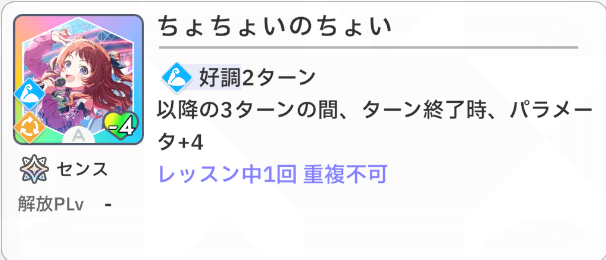 ちょちょいのちょい
好調2ターン
以降の3ターンの間、ターン終了時、パラメー
タ+4
レッスン中1回 重複不可
-4
A
センス
解放PLv -